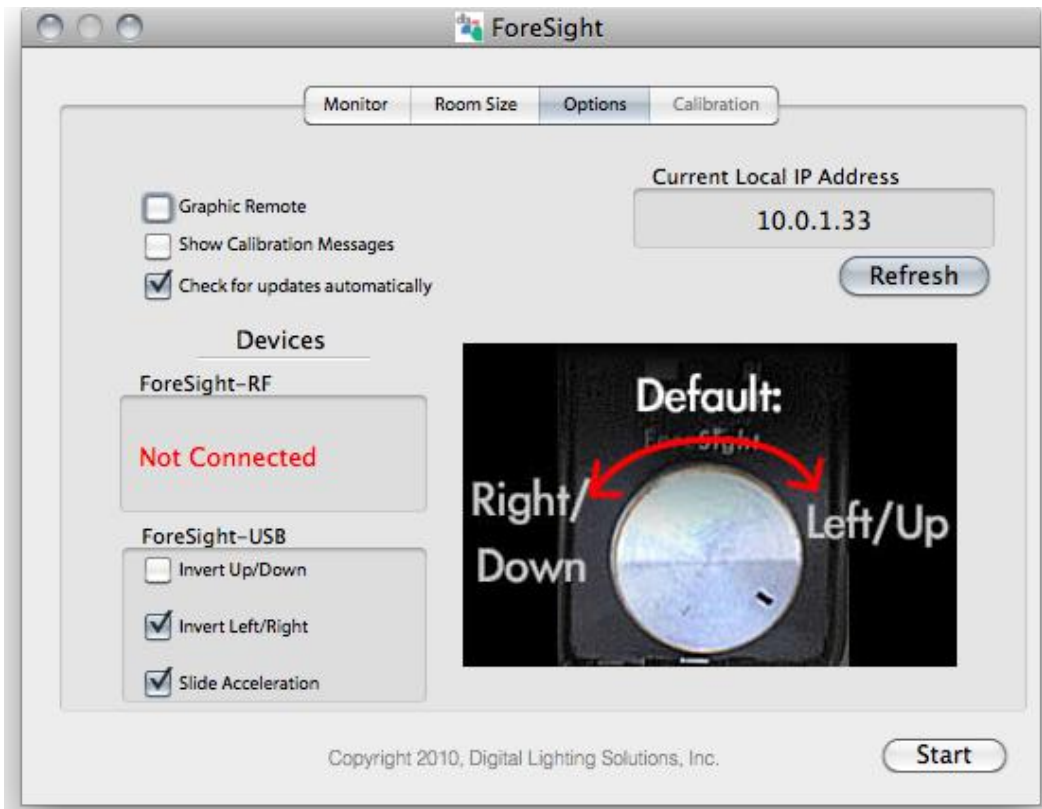 ForeSight
Monitor
Room Size
Options
Calibration
Graphic Remote
Show Calibration Messages
Check for updates automatically
Current Local IP Address
10.0.1.33
Refresh
Devices
ForeSight-RF
Not Connected
ForeSight-USB
Invert Up/Down
Invert Left/Right
Slide Acceleration
Default:
ForeSight
Right/
Down
Left/Up
Copyright 2010, Digital Lighting Solutions, Inc.
Start